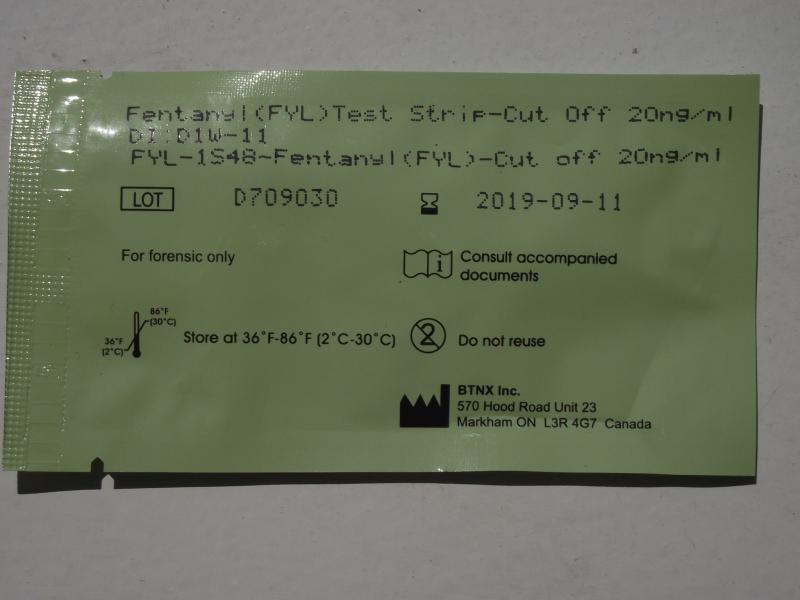 Fentanyl(FYL)Test Strip-Cut Off 20ng/ml
DI:D1W-11
FYL-1S48-Fentanyl(FYL)-Cut off 20ng/ml
LOT D709030 2019-09-11
For forensic only
Consult accompanied
documents
86°F
(30°C)
36°F
(2°C)
Store at 36°F-86°F (2°C-30°C)
2
Do not reuse
BTNX Inc.
570 Hood Road Unit 23
Markham ON L3R 4G7 Canada